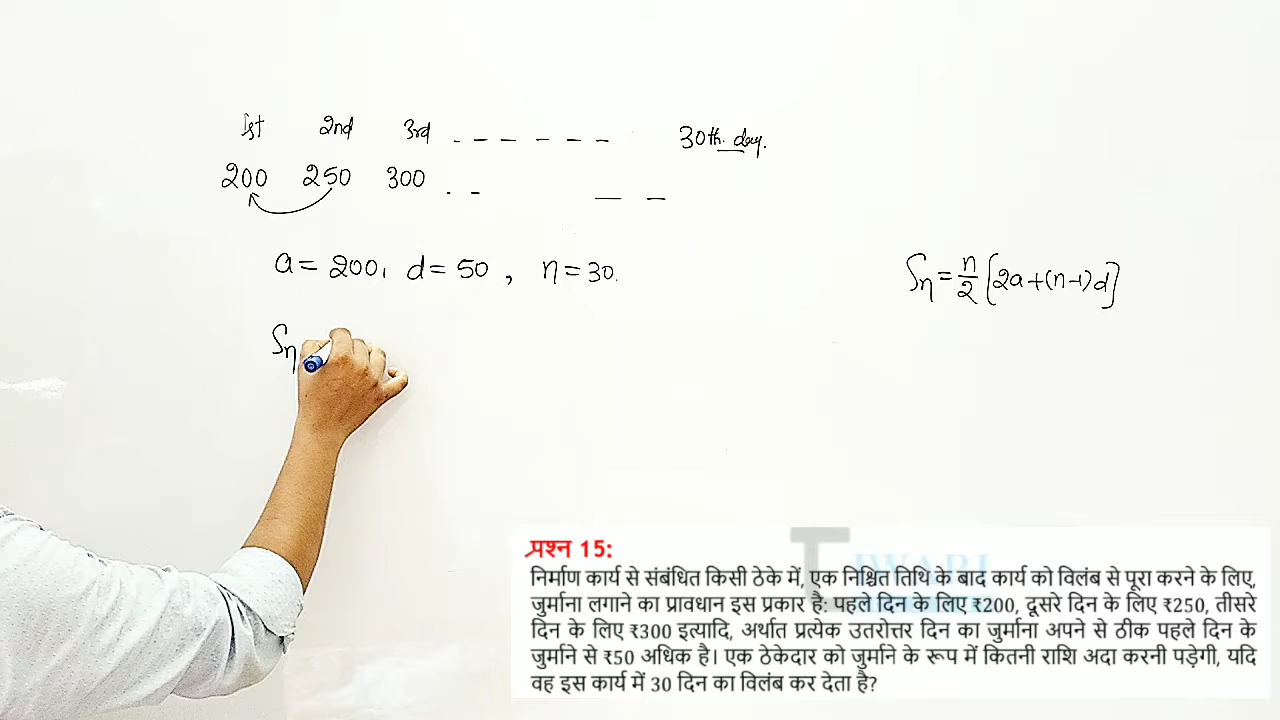 1st 2nd 3rd . - - - - - - 30th day.
200 250 300 . - - -
a = 200, d = 50 , n = 30.
Sn = n/2 [2a+(n-1)d]
Sn
प्रश्न 15:
निर्माण कार्य से संबंधित किसी ठेके में, एक निश्चित तिथि के बाद कार्य को विलंब से पूरा करने के लिए,
जुर्माना लगाने का प्रावधान इस प्रकार है: पहले दिन के लिए ₹200, दूसरे दिन के लिए ₹250, तीसरे
दिन के लिए ₹300 इत्यादि, अर्थात प्रत्येक उतरोत्तर दिन का जुर्माना अपने से ठीक पहले दिन के
जुर्माने से ₹50 अधिक है। एक ठेकेदार को जुर्माने के रूप में कितनी राशि अदा करनी पड़ेगी, यदि
वह इस कार्य में 30 दिन का विलंब कर देता है?
TIWARI